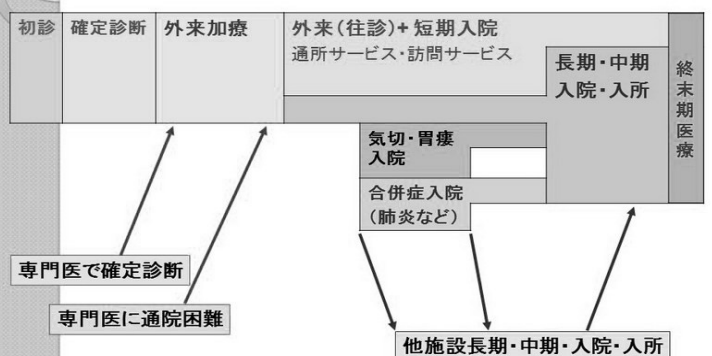 初診
確定診断
外来加療
外来(往診)+短期入院
通所サービス・訪問サービス
長期・中期
入院・入所
終末期医療
気切・胃瘻
入院
合併症入院
(肺炎など)
専門医で確定診断
専門医に通院困難
他施設長期・中期・入院・入所